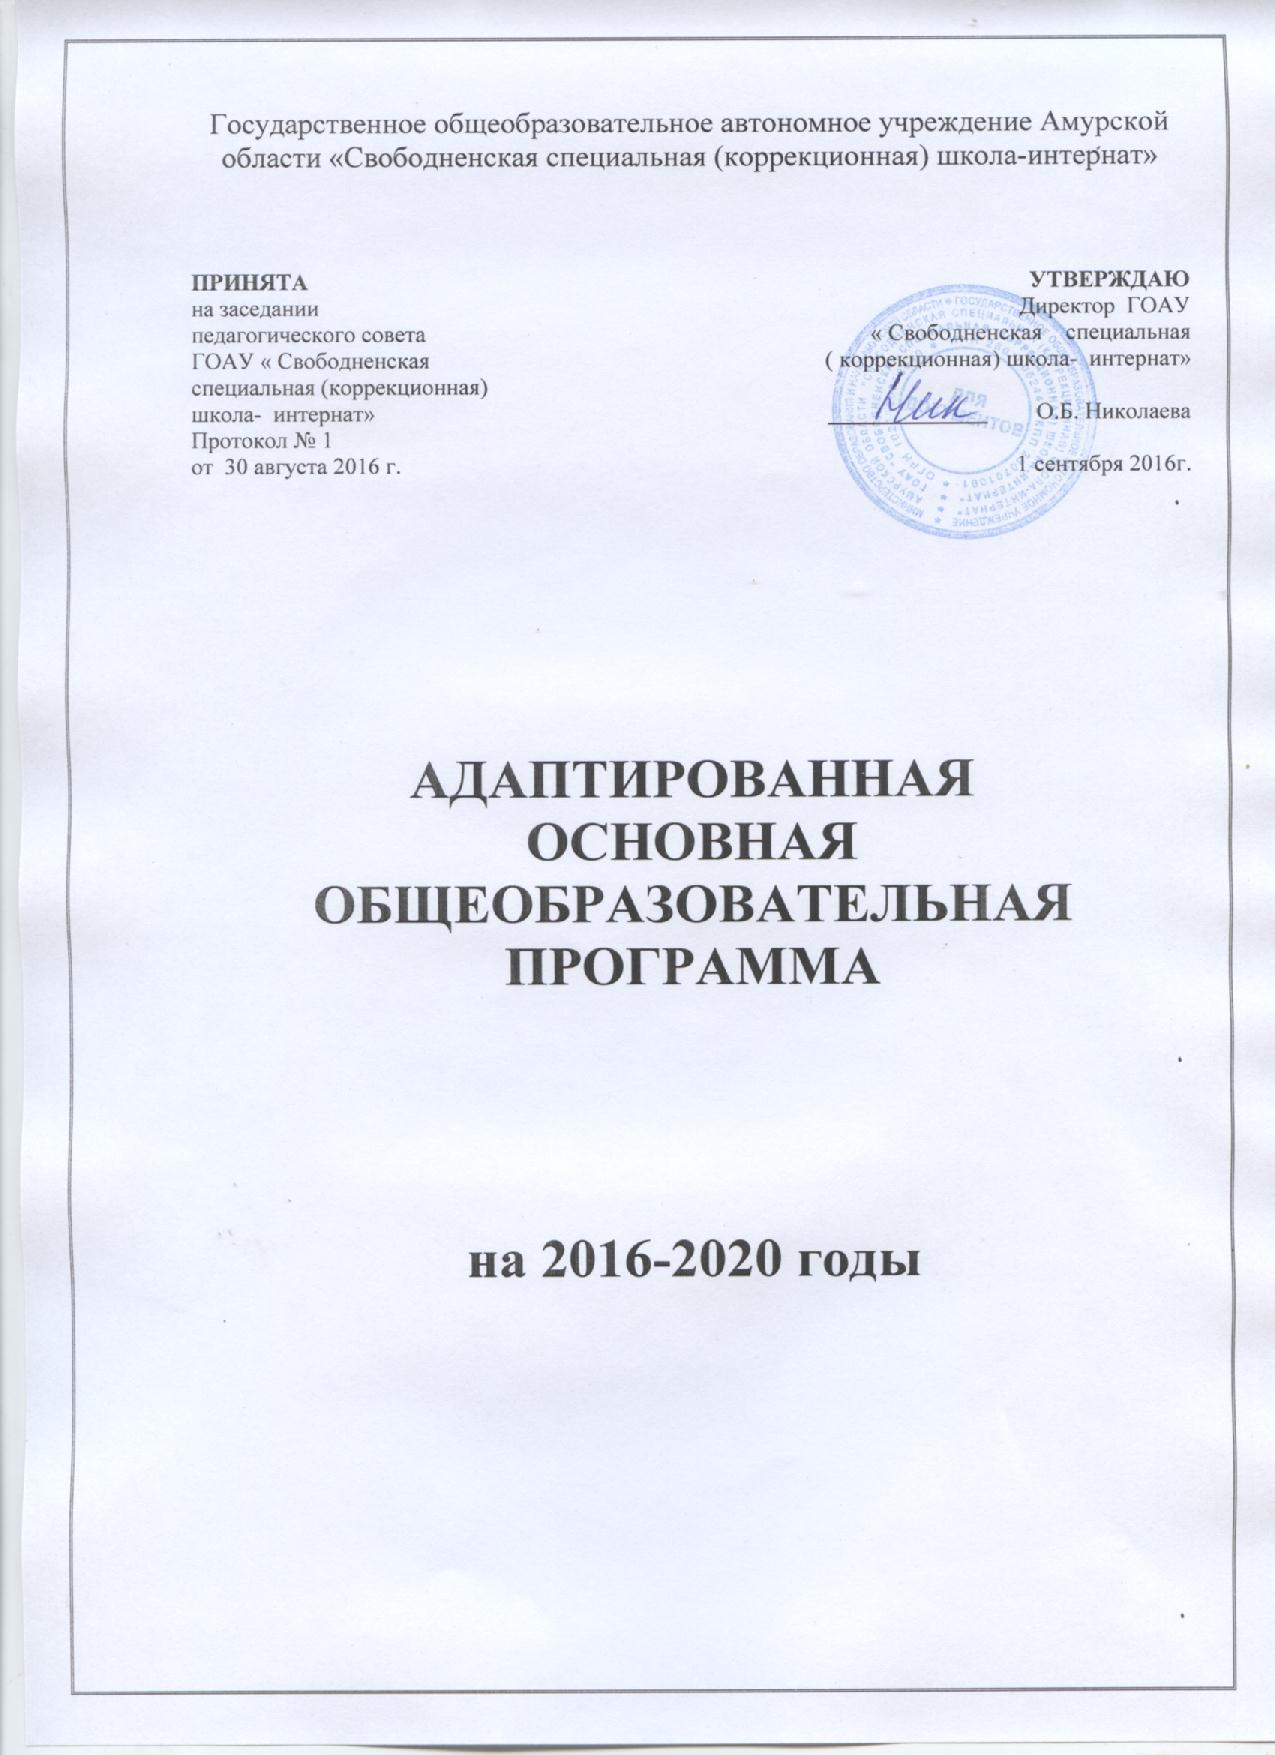 Государственное общеобразовательное автономное учреждение Амурской
области «Свободненская специальная (коррекционная) школа-интернат»
ПРИНЯТА
на заседании
педагогического совета
ГОАУ « Свободненская
специальная (коррекционная)
школа-  интернат»
Протокол № 1
от  30 августа 2016 г.
УТВЕРЖДАЮ
Директор  ГОАУ
« Свободненская   специальная
( коррекционная) школа-  интернат»
О.Б. Николаева
1 сентября 2016г.
АДАПТИРОВАННАЯ
ОСНОВНАЯ
ОБЩЕОБРАЗОВАТЕЛЬНАЯ
ПРОГРАММА
на 2016-2020 годы